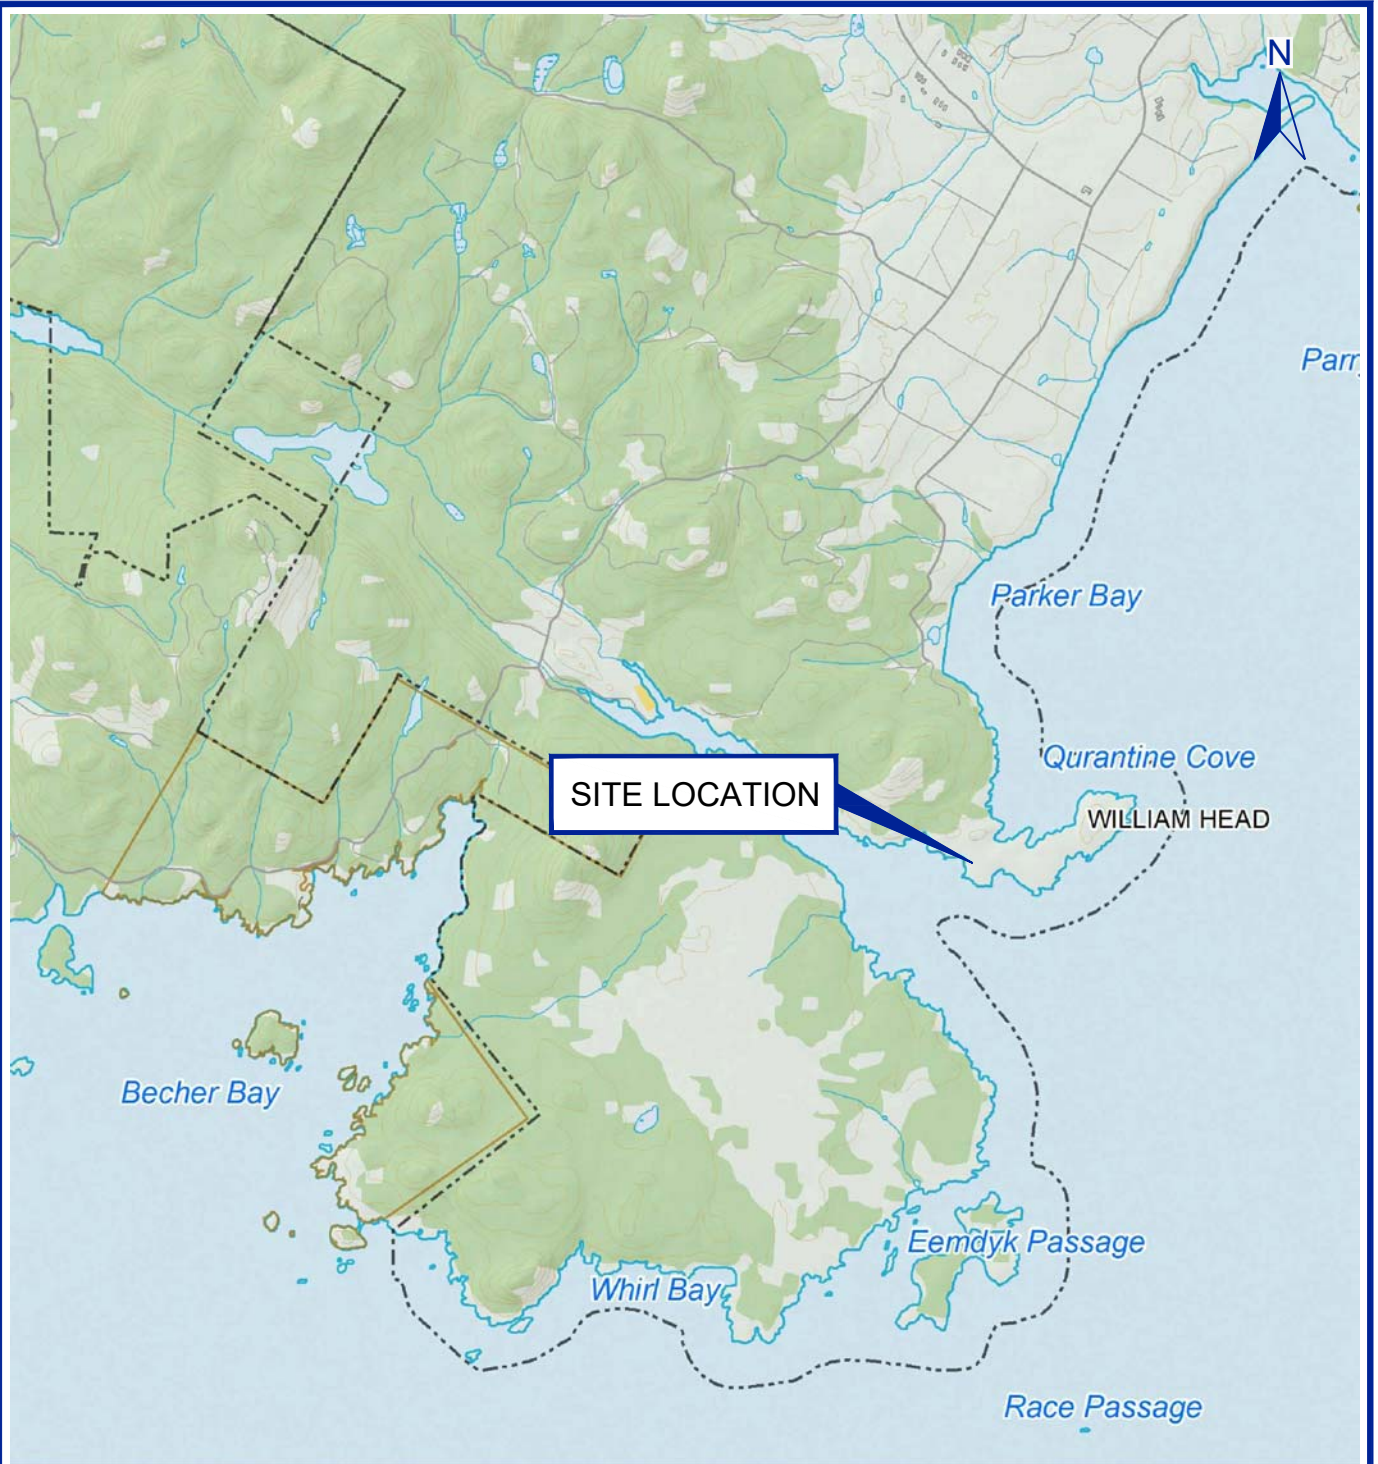 N
Parr
Parker Bay
Qurantine Cove
SITE LOCATION
WILLIAM HEAD
Becher Bay
Eemdyk Passage
Whirl Bay
Race Passage